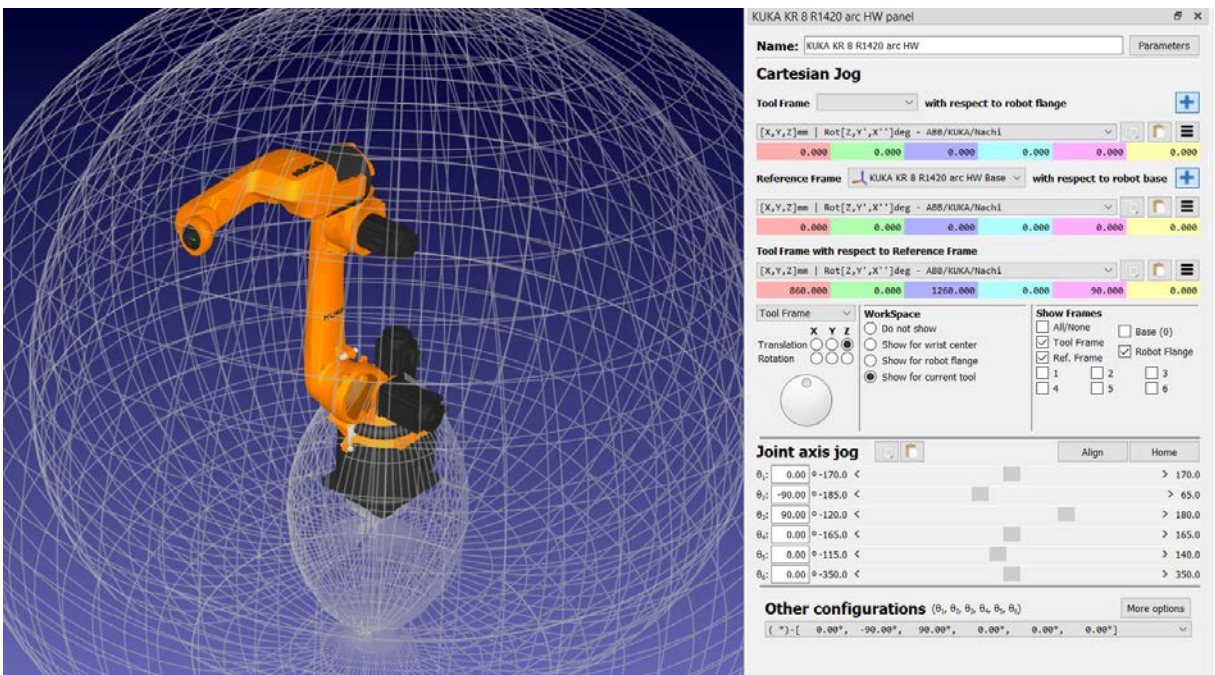 KUKA KR 8 R1420 arc HW panel
Name: KUKA KR 8 R1420 arc HW Parameters
Cartesian Jog
Tool Frame with respect to robot flange
[X,Y,Z]mm | Rot[Z,Y',X'']deg - ABB/KUKA/Nachi
0.000 0.000 0.000 0.000 0.000 0.000
Reference Frame KUKA KR 8 R1420 arc HW Base with respect to robot base
[X,Y,Z]mm | Rot[Z,Y',X'']deg - ABB/KUKA/Nachi
0.000 0.000 0.000 0.000 0.000 0.000
Tool Frame with respect to Reference Frame
[X,Y,Z]mm | Rot[Z,Y',X'']deg - ABB/KUKA/Nachi
860.000 0.000 1260.000 0.000 90.000 0.000
Tool Frame
X Y Z
Translation
Rotation
WorkSpace
Do not show
Show for wrist center
Show for robot flange
Show for current tool
Show Frames
All/None Base (0)
Tool Frame Robot Flange
Ref. Frame
1 2 3
4 5 6
Joint axis jog Align Home
θ₁: 0.00 °-170.0 < > 170.0
θ₂: -90.00 °-185.0 < > 65.0
θ₃: 90.00 °-120.0 < > 180.0
θ₄: 0.00 °-165.0 < > 165.0
θ₅: 0.00 °-115.0 < > 140.0
θ₆: 0.00 °-350.0 < > 350.0
Other configurations (θ₁, θ₂, θ₃, θ₄, θ₅, θ₆) More options
( *)-[ 0.00°, -90.00°, 90.00°, 0.00°, 0.00°, 0.00°]
KUKA
KUKA